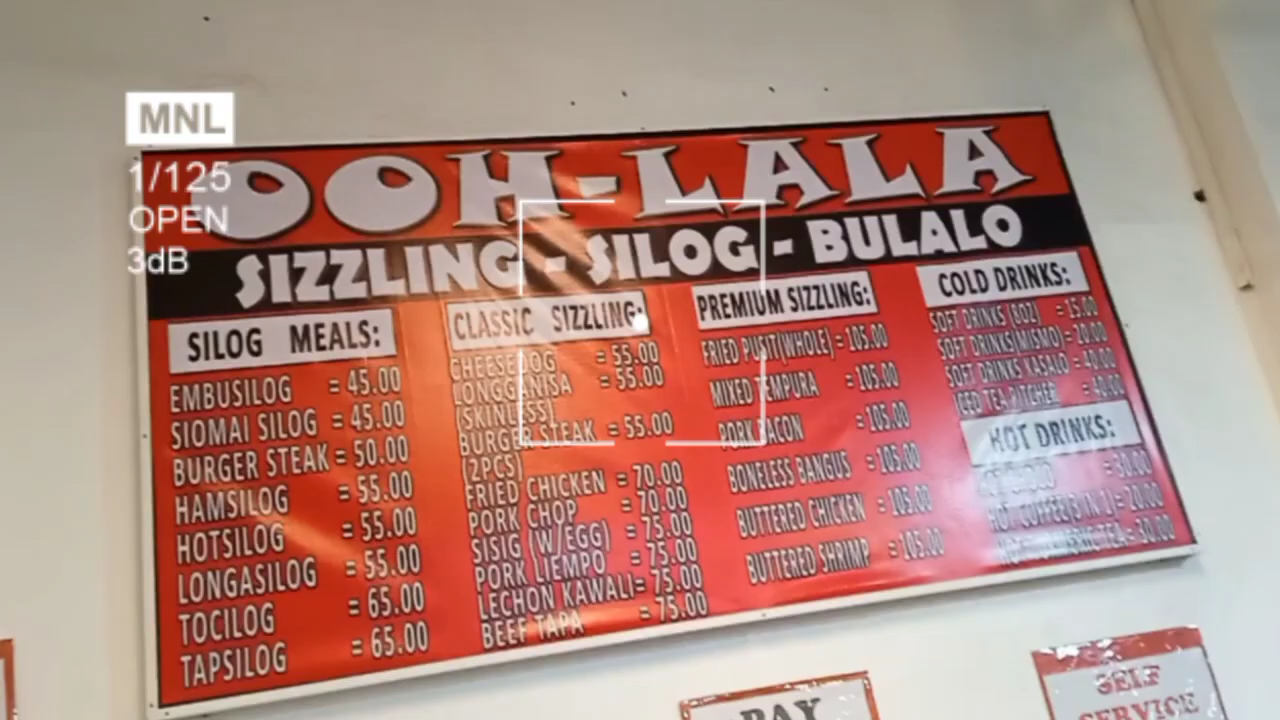 MNL
1/125
OPEN
3dB
OOH-LALA
SIZZLING - SILOG - BULALO
SILOG MEALS:
EMBUSILOG = 45.00
SIOMAI SILOG = 45.00
BURGER STEAK = 50.00
HAMSILOG = 55.00
HOTSILOG = 55.00
LONGASILOG = 55.00
TOCILOG = 65.00
TAPSILOG = 65.00
CLASSIC SIZZLING:
CHEESEDOG = 55.00
LONGGANISA = 55.00
(SKINLESS)
BURGER STEAK = 55.00
(2PCS)
FRIED CHICKEN = 70.00
PORK CHOP = 70.00
SISIG (W/EGG) = 75.00
PORK LIEMPO = 75.00
LECHON KAWALI= 75.00
BEEF TAPA = 75.00
PREMIUM SIZZLING:
FRIED PUSIT(WHOLE) = 105.00
MIXED TEMPURA = 105.00
PORK BACON = 105.00
BONELESS BANGUS = 105.00
BUTTERED CHICKEN = 105.00
BUTTERED SHRIMP = 105.00
COLD DRINKS:
SOFT DRINKS (8OZ) = 15.00
SOFT DRINKS(MISMO) = 20.00
SOFT DRINKS KASALO = 40.00
ICED TEA PITCHER = 40.00
HOT DRINKS:
= 30.00
HOT COFFEE(3 IN 1)= 20.00
HOT = 30.00
PAY
SELF
SERVICE